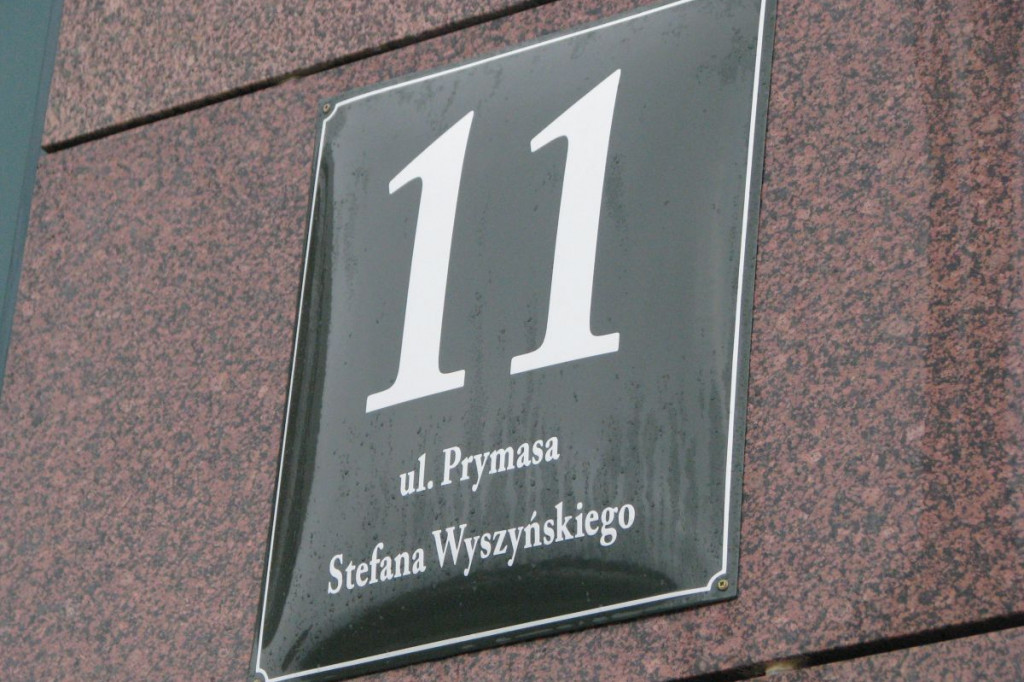 11
ul. Prymasa
Stefana Wyszyńskiego